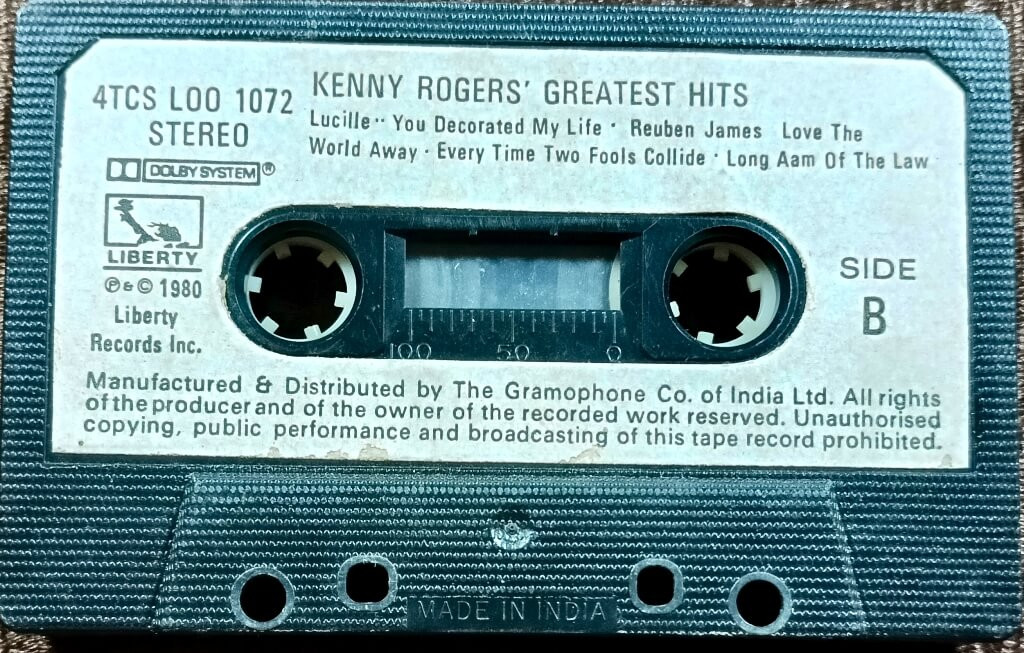 4TCS LOO 1072
STEREO
DOLBY SYSTEM®
LIBERTY
℗ & © 1980
Liberty
Records Inc.
KENNY ROGERS' GREATEST HITS
Lucille ·· You Decorated My Life · Reuben James Love The
World Away · Every Time Two Fools Collide · Long Aam Of The Law
SIDE
B
100 50 0
Manufactured & Distributed by The Gramophone Co. of India Ltd. All rights
of the producer and of the owner of the recorded work reserved. Unauthorised
copying, public performance and broadcasting of this tape record prohibited.
MADE IN INDIA